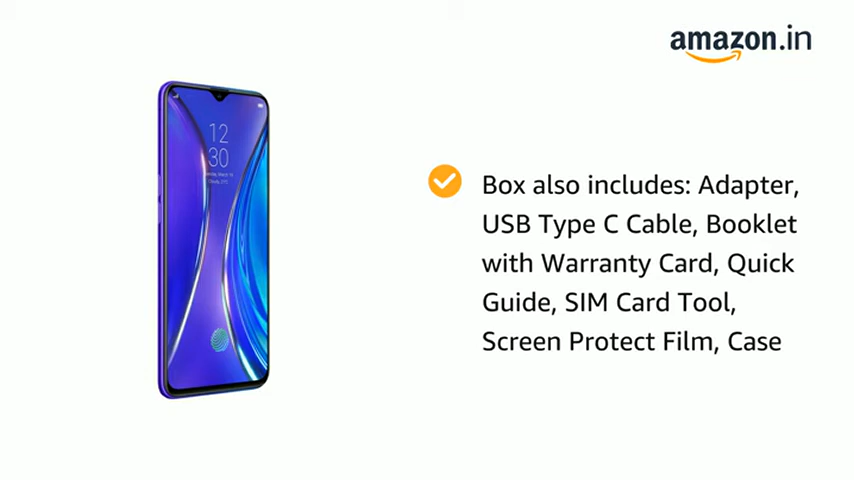 amazon.in
12
30
Box also includes: Adapter,
USB Type C Cable, Booklet
with Warranty Card, Quick
Guide, SIM Card Tool,
Screen Protect Film, Case